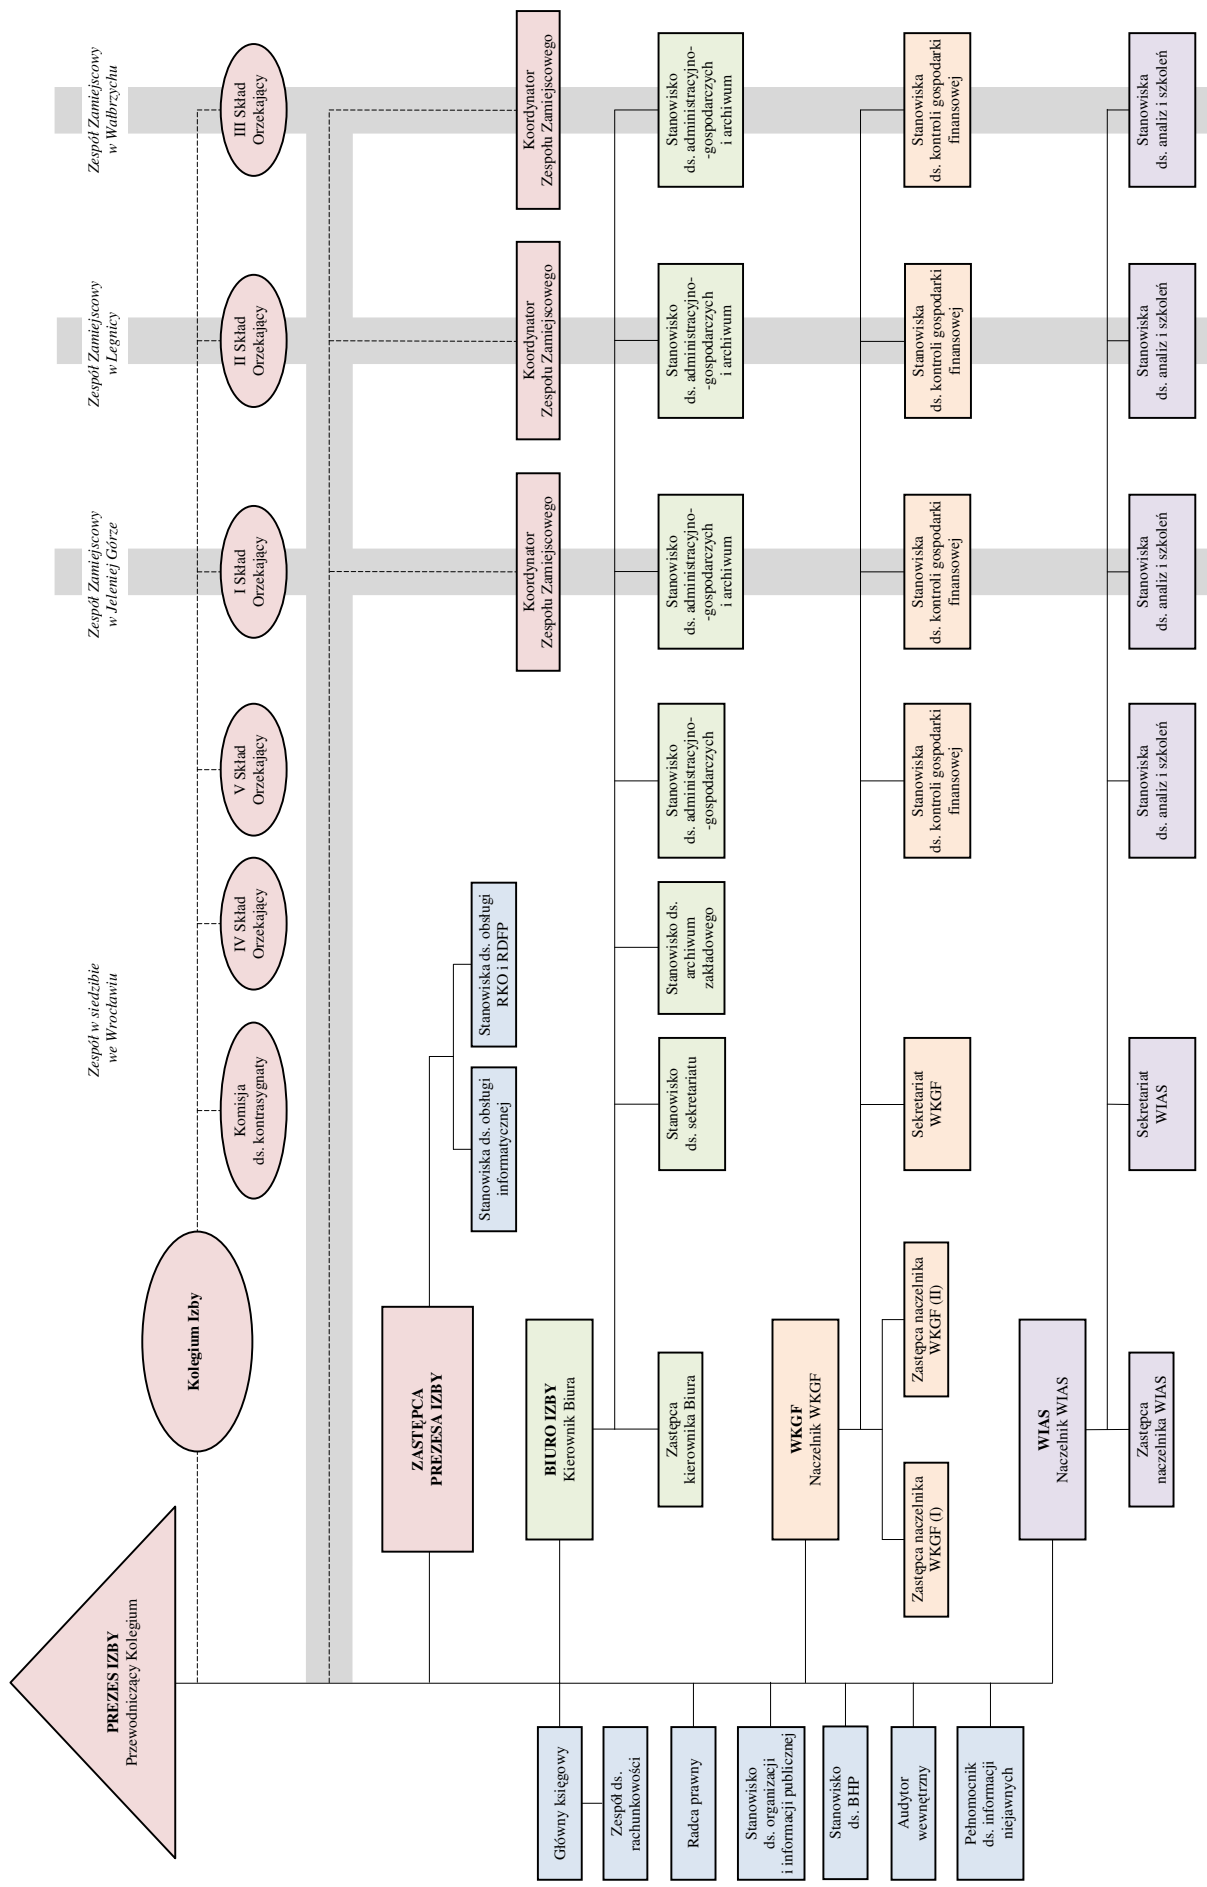 PREZES IZBY
Przewodniczący Kolegium
Kolegium Izby
Zespół w siedzibie
we Wrocławiu
Zespół Zamiejscowy
w Jeleniej Górze
Zespół Zamiejscowy
w Legnicy
Zespół Zamiejscowy
w Wałbrzychu
Komisja
ds. kontrasygnaty
IV Skład
Orzekający
V Skład
Orzekający
I Skład
Orzekający
II Skład
Orzekający
III Skład
Orzekający
ZASTĘPCA
PREZESA IZBY
Stanowiska ds. obsługi
informatycznej
Stanowiska ds. obsługi
RKO i RDFP
Koordynator
Zespołu Zamiejscowego
Koordynator
Zespołu Zamiejscowego
Koordynator
Zespołu Zamiejscowego
Główny księgowy
Zespół ds.
rachunkowości
Radca prawny
Stanowisko
ds. organizacji
i informacji publicznej
Stanowisko
ds. BHP
Audytor
wewnętrzny
Pełnomocnik
ds. informacji
niejawnych
BIURO IZBY
Kierownik Biura
Zastępca
kierownika Biura
Stanowisko
ds. sekretariatu
Stanowisko ds.
archiwum
zakładowego
Stanowisko
ds. administracyjno-
-gospodarczych
Stanowisko
ds. administracyjno-
-gospodarczych
i archiwum
Stanowisko
ds. administracyjno-
-gospodarczych
i archiwum
Stanowisko
ds. administracyjno-
-gospodarczych
i archiwum
WKGF
Naczelnik WKGF
Zastępca naczelnika
WKGF (I)
Zastępca naczelnika
WKGF (II)
Sekretariat
WKGF
Stanowiska
ds. kontroli gospodarki
finansowej
Stanowiska
ds. kontroli gospodarki
finansowej
Stanowiska
ds. kontroli gospodarki
finansowej
Stanowiska
ds. kontroli gospodarki
finansowej
WIAS
Naczelnik WIAS
Zastępca
naczelnika WIAS
Sekretariat
WIAS
Stanowiska
ds. analiz i szkoleń
Stanowiska
ds. analiz i szkoleń
Stanowiska
ds. analiz i szkoleń
Stanowiska
ds. analiz i szkoleń